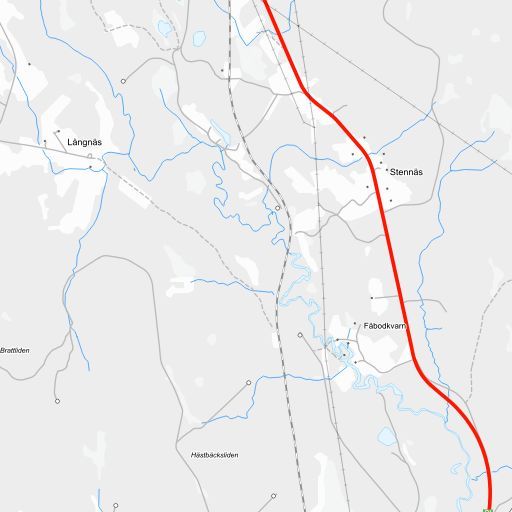 Långnäs
Stennäs
Fäbodkvarn
Brattliden
Hästbäcksliden